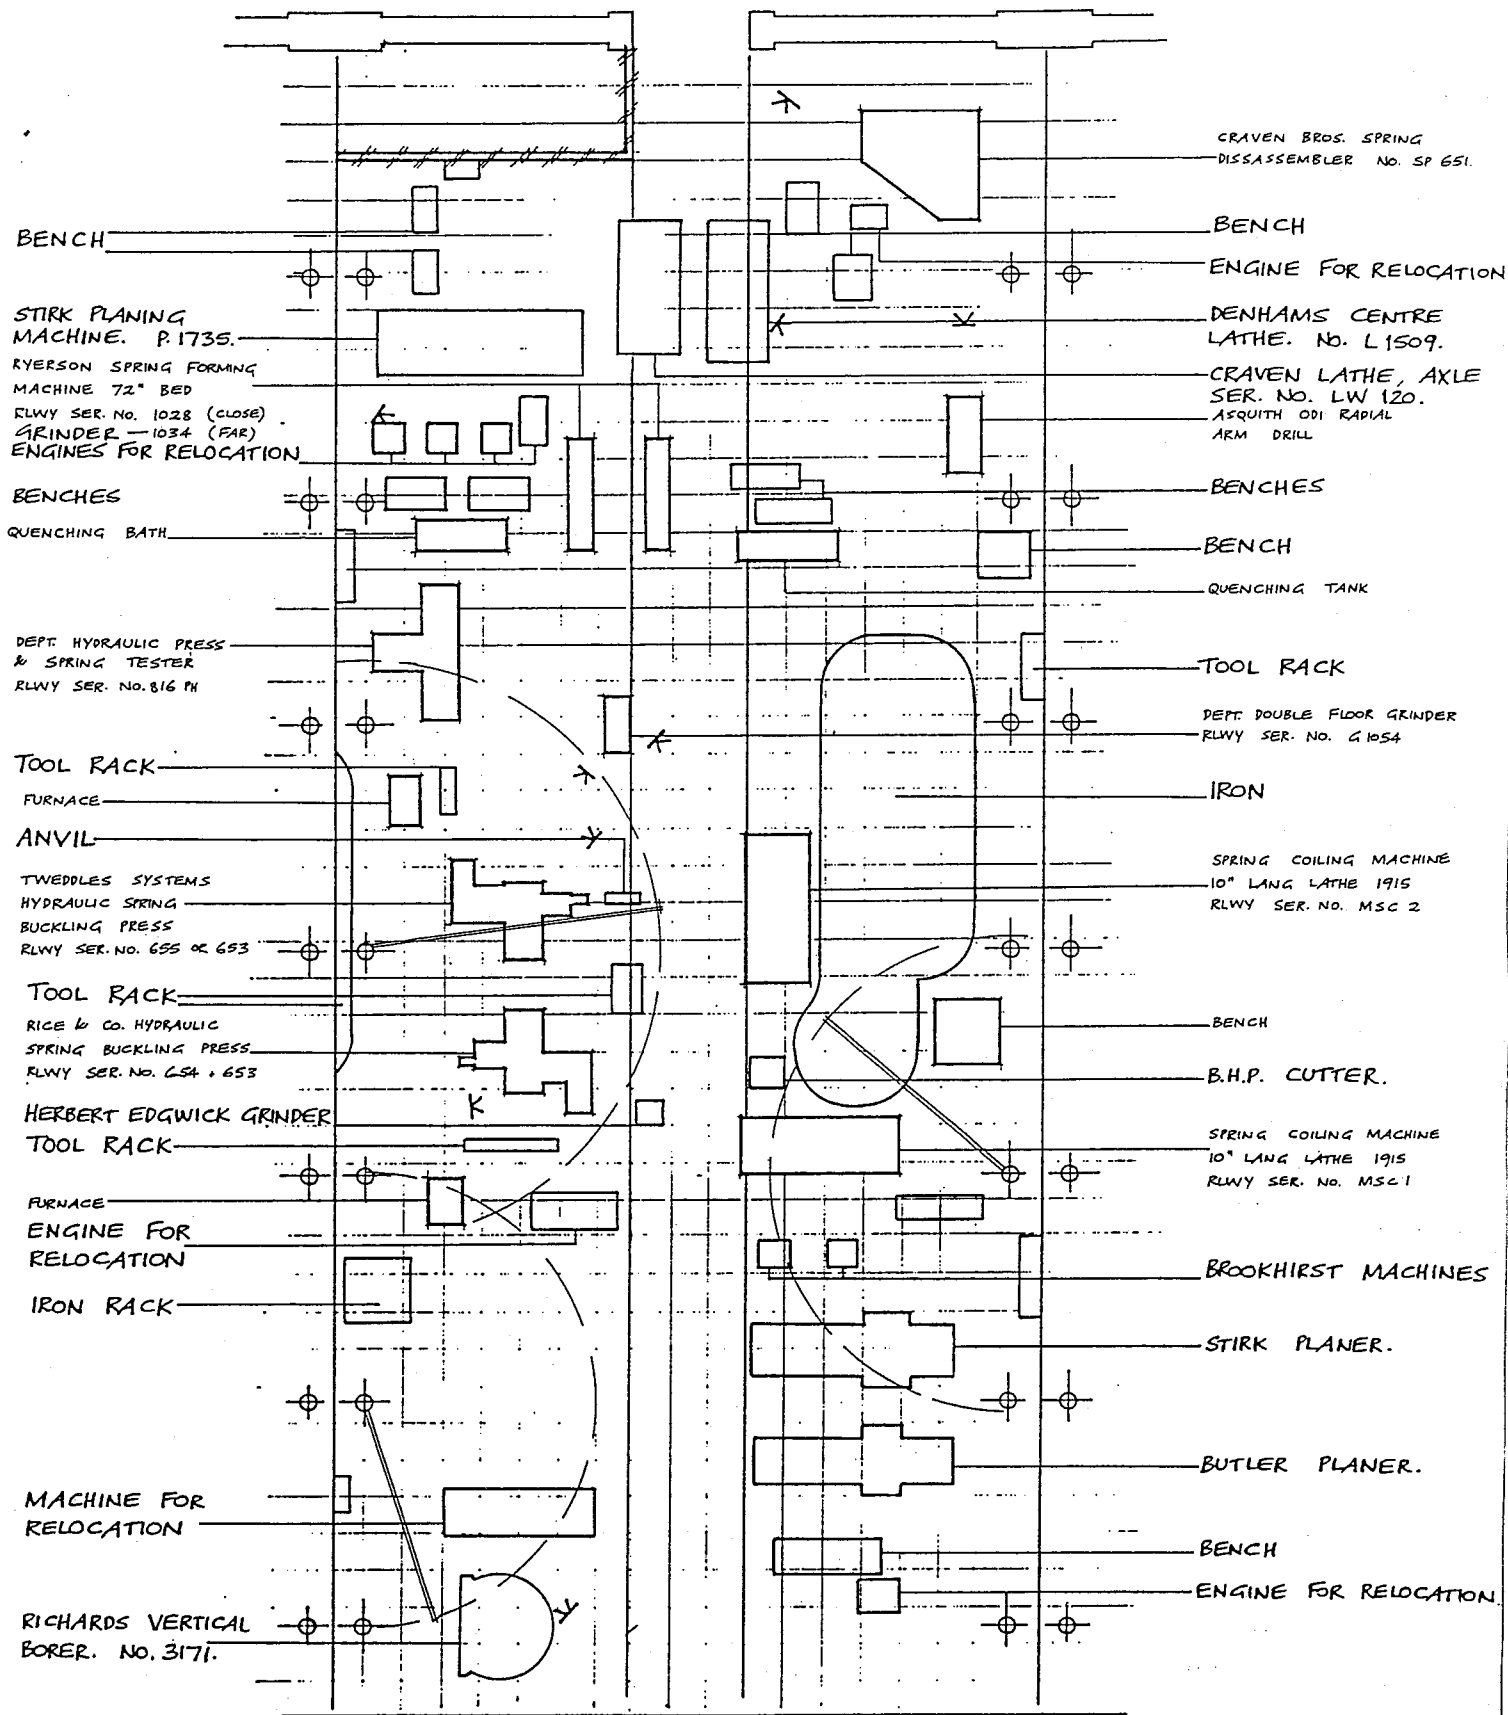 BENCH
STIRK PLANING
MACHINE. P.1735.
RYERSON SPRING FORMING
MACHINE 72" BED
RLWY SER. No. 1028 (CLOSE)
GRINDER — 1034 (FAR)
ENGINES FOR RELOCATION
BENCHES
QUENCHING BATH
DEPT. HYDRAULIC PRESS
& SPRING TESTER
RLWY SER. No. 816 PH
TOOL RACK
FURNACE
ANVIL
TWEDDLES SYSTEMS
HYDRAULIC SPRING
BUCKLING PRESS
RLWY SER. No. 655 OR 653
TOOL RACK
RICE & CO. HYDRAULIC
SPRING BUCKLING PRESS
RLWY SER. No. 654 + 653
HERBERT EDGWICK GRINDER
TOOL RACK
FURNACE
ENGINE FOR
RELOCATION
IRON RACK
MACHINE FOR
RELOCATION
RICHARDS VERTICAL
BORER. No. 3171.
CRAVEN BROS. SPRING
DISSASSEMBLER No. SP 651.
BENCH
ENGINE FOR RELOCATION
DENHAMS CENTRE
LATHE. No. L 1509.
CRAVEN LATHE, AXLE
SER. No. LW 120.
ASQUITH ODI RADIAL
ARM DRILL
BENCHES
BENCH
QUENCHING TANK
TOOL RACK
DEPT. DOUBLE FLOOR GRINDER
RLWY SER. No. G 1054
IRON
SPRING COILING MACHINE
10" LANG LATHE 1915
RLWY SER. No. MSC 2
BENCH
B.H.P. CUTTER.
SPRING COILING MACHINE
10" LANG LATHE 1915
RLWY SER. No. MSC 1
BROOKHIRST MACHINES
STIRK PLANER.
BUTLER PLANER.
BENCH
ENGINE FOR RELOCATION